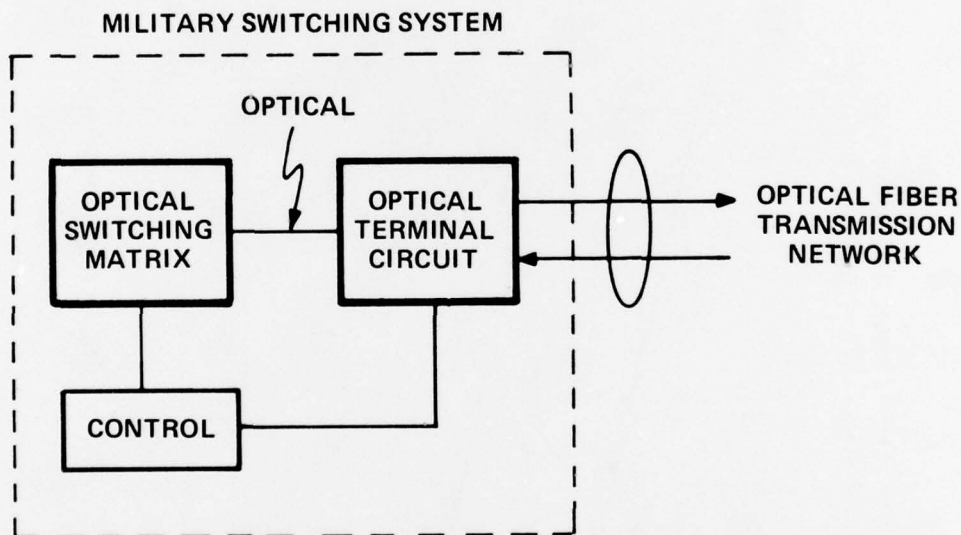 MILITARY SWITCHING SYSTEM
OPTICAL
OPTICAL
SWITCHING
MATRIX
OPTICAL
TERMINAL
CIRCUIT
OPTICAL FIBER
TRANSMISSION
NETWORK
CONTROL